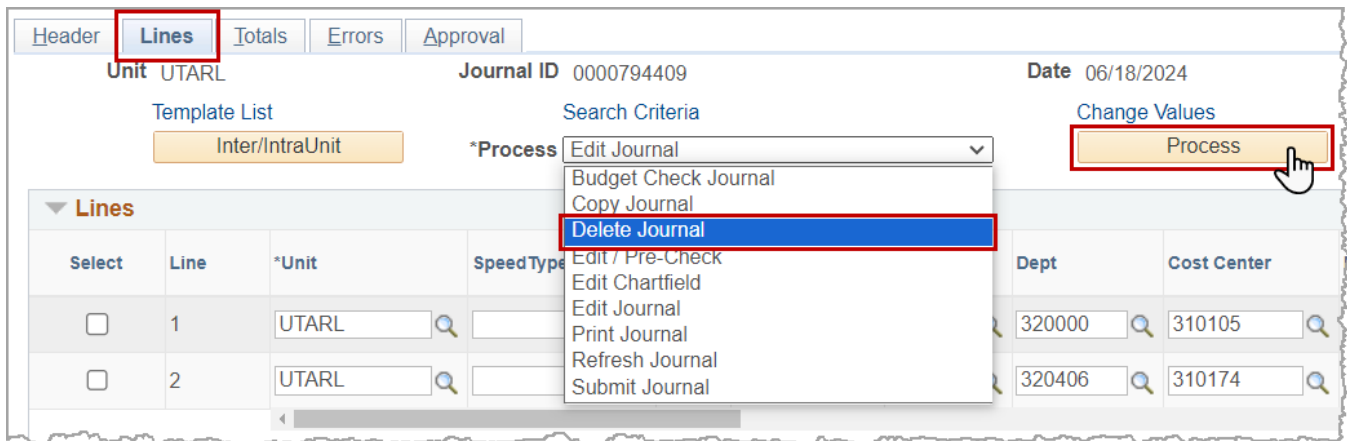 Header Lines Totals Errors Approval
Unit UTARL Journal ID 0000794409 Date 06/18/2024
Template List Search Criteria Change Values
Inter/IntraUnit *Process Edit Journal Process
Budget Check Journal
Copy Journal
Delete Journal
Edit / Pre-Check
Edit Chartfield
Edit Journal
Print Journal
Refresh Journal
Submit Journal
Lines
Select Line *Unit SpeedType Dept Cost Center
1 UTARL 320000 310105
2 UTARL 320406 310174